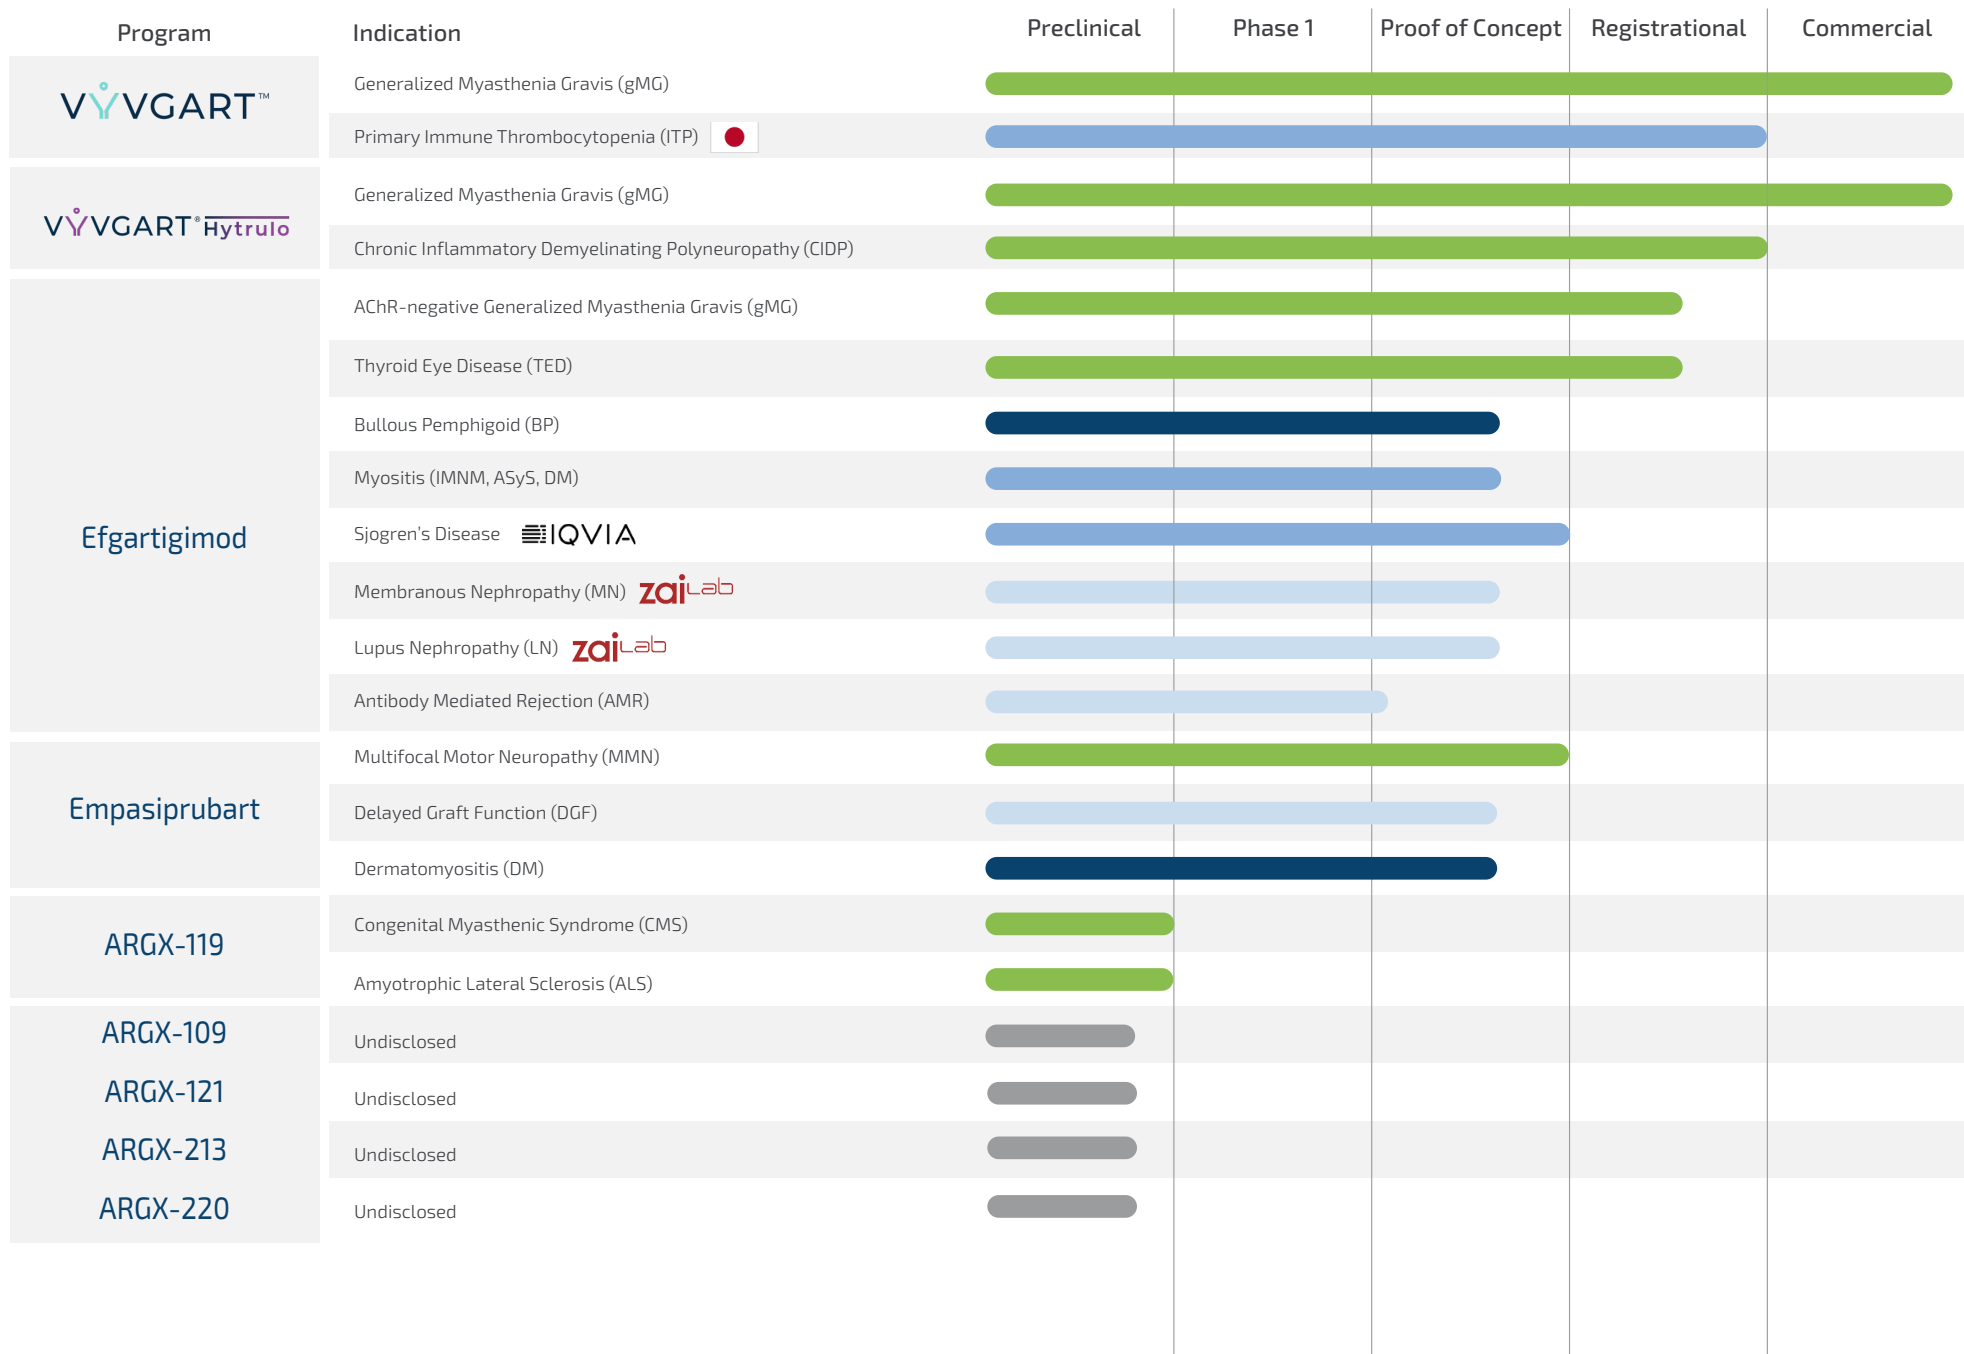 Program Indication Preclinical Phase 1 Proof of Concept Registrational Commercial
VYVGART™
Generalized Myasthenia Gravis (gMG)
Primary Immune Thrombocytopenia (ITP)
VYVGART® Hytrulo
Generalized Myasthenia Gravis (gMG)
Chronic Inflammatory Demyelinating Polyneuropathy (CIDP)
Efgartigimod
AChR-negative Generalized Myasthenia Gravis (gMG)
Thyroid Eye Disease (TED)
Bullous Pemphigoid (BP)
Myositis (IMNM, ASyS, DM)
Sjogren's Disease IQVIA
Membranous Nephropathy (MN) zaiLab
Lupus Nephropathy (LN) zaiLab
Antibody Mediated Rejection (AMR)
Empasiprubart
Multifocal Motor Neuropathy (MMN)
Delayed Graft Function (DGF)
Dermatomyositis (DM)
ARGX-119
Congenital Myasthenic Syndrome (CMS)
Amyotrophic Lateral Sclerosis (ALS)
ARGX-109 Undisclosed
ARGX-121 Undisclosed
ARGX-213 Undisclosed
ARGX-220 Undisclosed